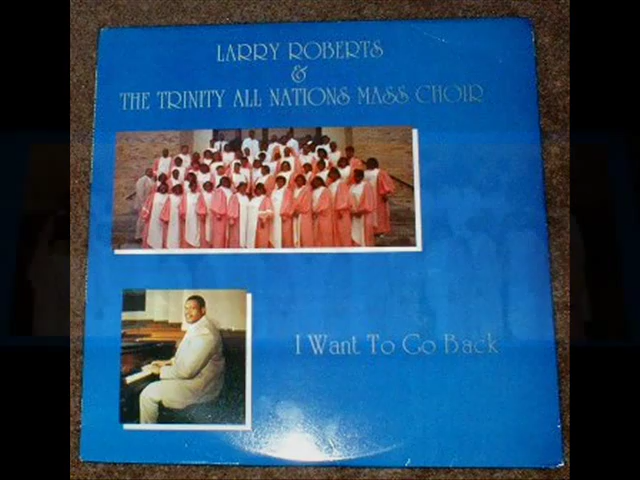 LARRY ROBERTS
&
THE TRINITY ALL NATIONS MASS CHOIR
I Want To Go Back